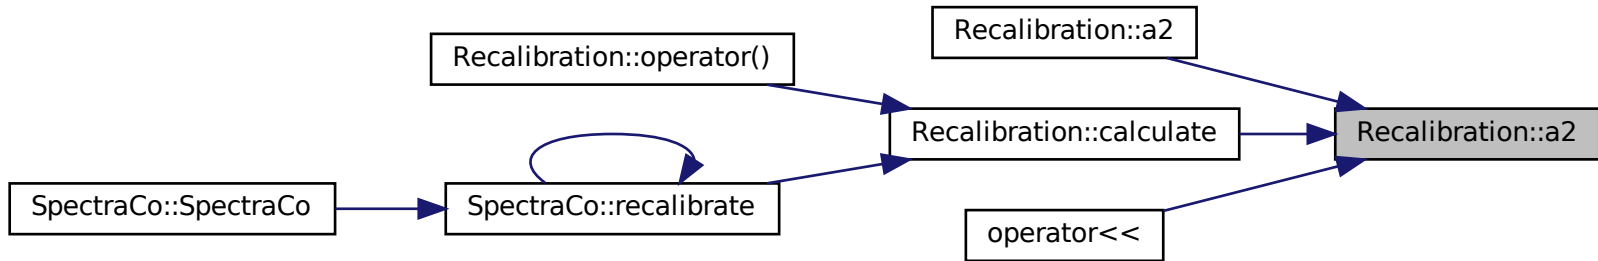 Recalibration::a2
Recalibration::operator()
Recalibration::calculate
Recalibration::a2
SpectraCo::SpectraCo
SpectraCo::recalibrate
operator<<